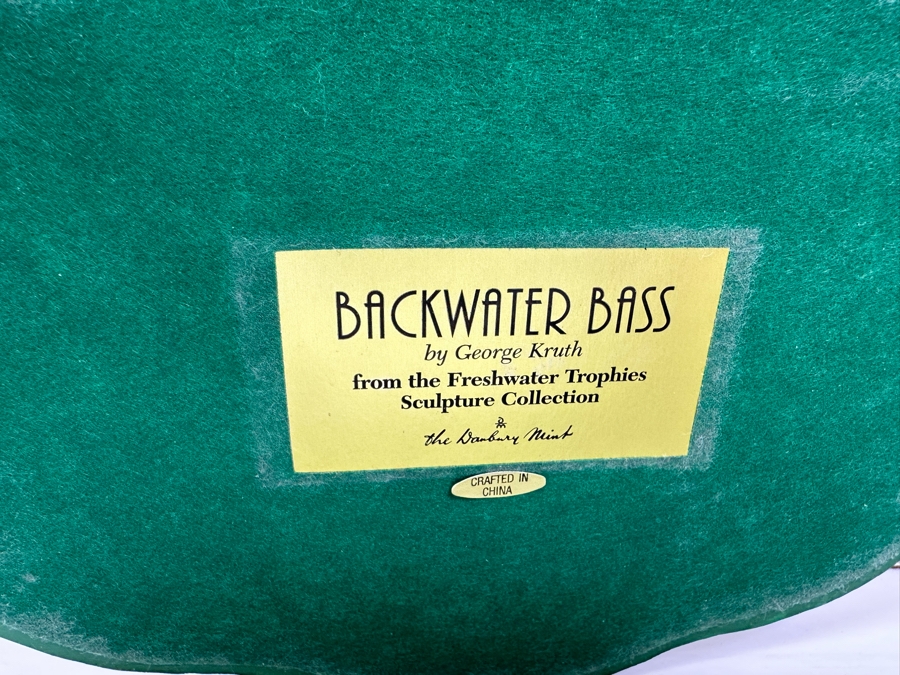 BACKWATER BASS
by George Kruth
from the Freshwater Trophies
Sculpture Collection
the Danbury Mint
CRAFTED IN
CHINA